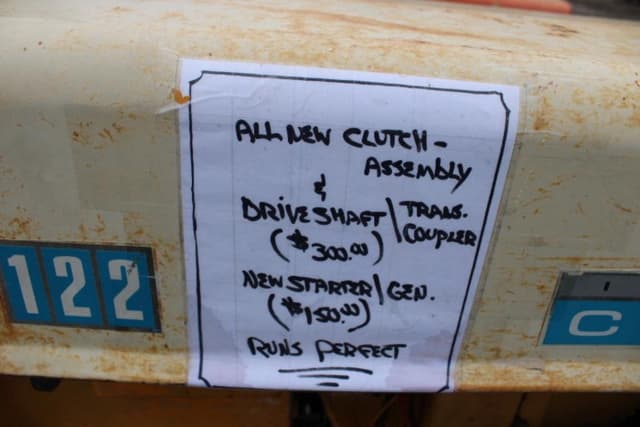 ALL NEW CLUTCH -
ASSEMBLY
&
DRIVESHAFT / TRANS.
COUPLER
($300.00)
NEW STARTER / GEN.
($150.00)
RUNS PERFECT
122
C